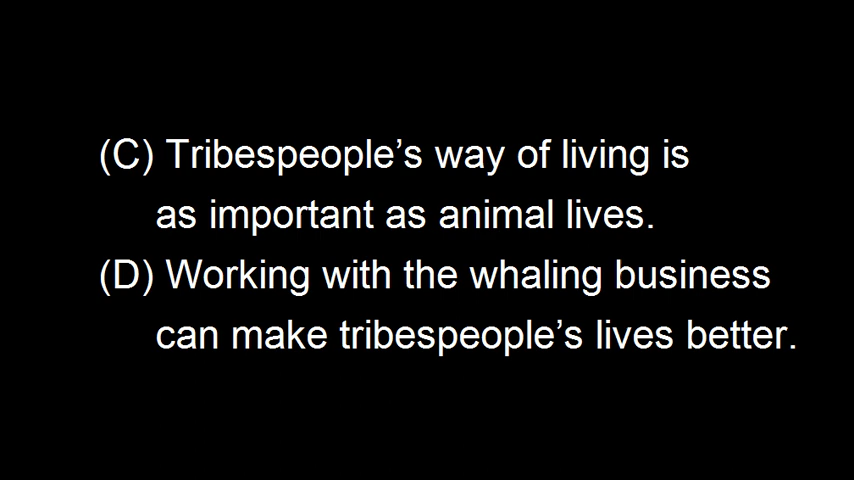 (C) Tribespeople’s way of living is
as important as animal lives.
(D) Working with the whaling business
can make tribespeople’s lives better.